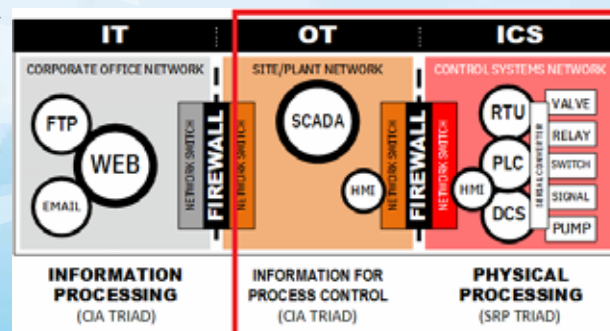 IT
OT
ICS
CORPORATE OFFICE NETWORK
SITE/PLANT NETWORK
CONTROL SYSTEMS NETWORK
FTP
WEB
EMAIL
NETWORK SWITCH
FIREWALL
NETWORK SWITCH
SCADA
HMI
NETWORK SWITCH
FIREWALL
NETWORK SWITCH
HMI
RTU
PLC
DCS
SERIAL CONVERTER
VALVE
RELAY
SWITCH
SIGNAL
PUMP
INFORMATION
PROCESSING
(CIA TRIAD)
INFORMATION FOR
PROCESS CONTROL
(CIA TRIAD)
PHYSICAL
PROCESSING
(SRP TRIAD)